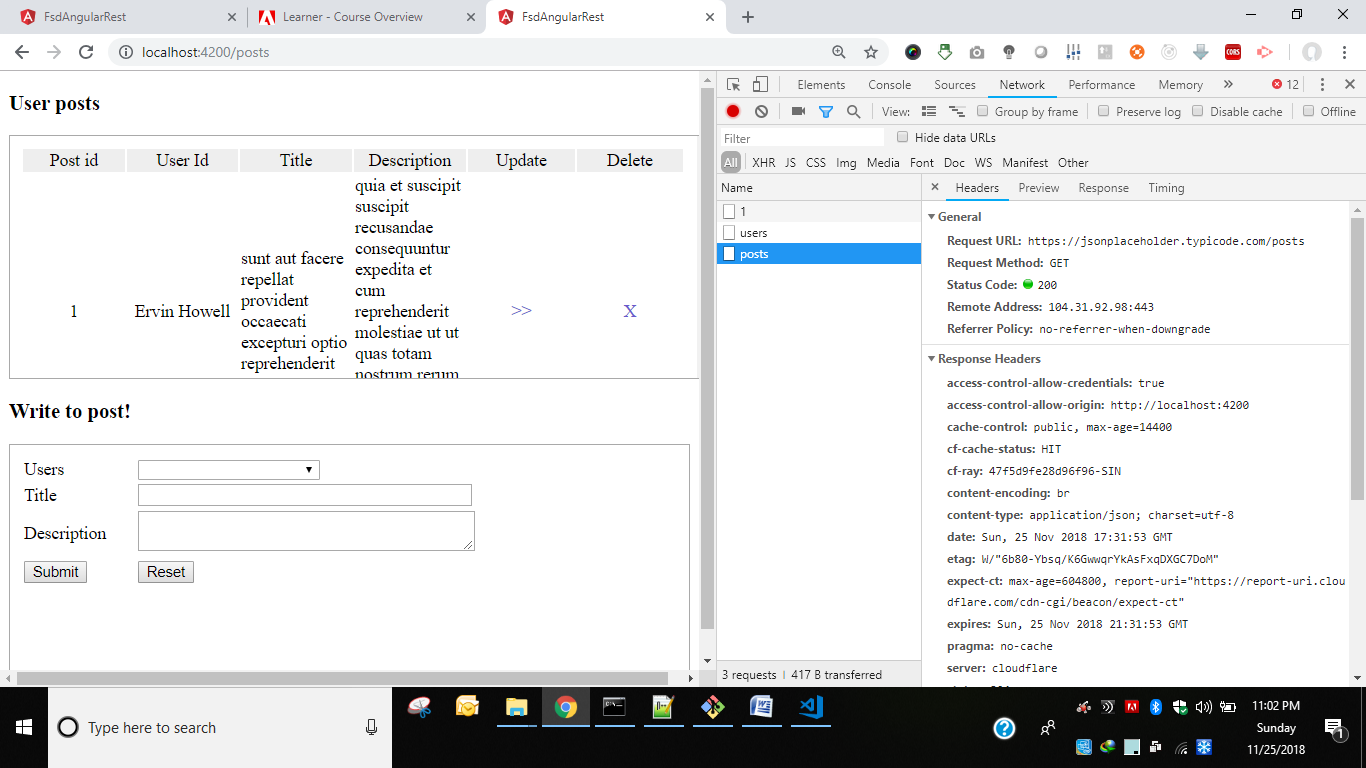 FsdAngularRest
Learner - Course Overview
FsdAngularRest
localhost:4200/posts
CORS
User posts
Post id User Id Title Description Update Delete
1 Ervin Howell
sunt aut facere
repellat
provident
occaecati
excepturi optio
reprehenderit
quia et suscipit
suscipit
recusandae
consequuntur
expedita et
cum
reprehenderit
molestiae ut ut
quas totam
nostrum rerum
>> X
Write to post!
Users
Title
Description
Submit Reset
Elements Console Sources Network Performance Memory » 12
View: Group by frame Preserve log Disable cache Offline
Filter Hide data URLs
All XHR JS CSS Img Media Font Doc WS Manifest Other
Name
1
users
posts
3 requests | 417 B transferred
× Headers Preview Response Timing
General
Request URL: https://jsonplaceholder.typicode.com/posts
Request Method: GET
Status Code: 200
Remote Address: 104.31.92.98:443
Referrer Policy: no-referrer-when-downgrade
Response Headers
access-control-allow-credentials: true
access-control-allow-origin: http://localhost:4200
cache-control: public, max-age=14400
cf-cache-status: HIT
cf-ray: 47f5d9fe28d96f96-SIN
content-encoding: br
content-type: application/json; charset=utf-8
date: Sun, 25 Nov 2018 17:31:53 GMT
etag: W/"6b80-Ybsq/K6GwwqrYkAsFxqDXGC7DoM"
expect-ct: max-age=604800, report-uri="https://report-uri.clou
dflare.com/cdn-cgi/beacon/expect-ct"
expires: Sun, 25 Nov 2018 21:31:53 GMT
pragma: no-cache
server: cloudflare
Type here to search
11:02 PM
Sunday
11/25/2018
1